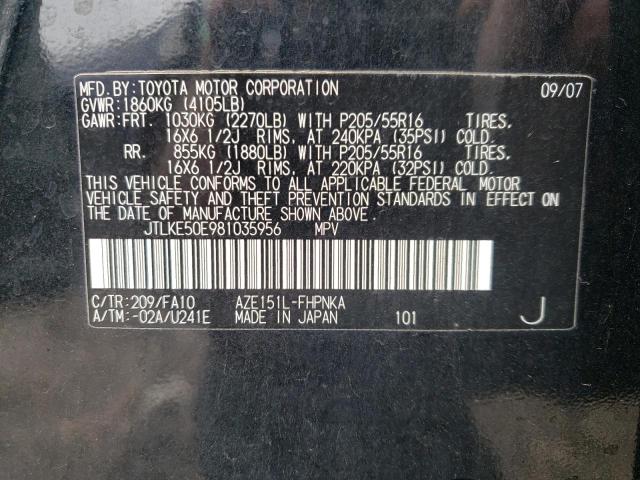 MFD.BY:TOYOTA MOTOR CORPORATION 09/07
GVWR:1860KG (4105LB)
GAWR:FRT. 1030KG (2270LB) WITH P205/55R16 TIRES,
16X6 1/2J RIMS, AT 240KPA (35PSI) COLD.
RR. 855KG (1880LB) WITH P205/55R16 TIRES,
16X6 1/2J RIMS, AT 220KPA (32PSI) COLD.
THIS VEHICLE CONFORMS TO ALL APPLICABLE FEDERAL MOTOR
VEHICLE SAFETY AND THEFT PREVENTION STANDARDS IN EFFECT ON
THE DATE OF MANUFACTURE SHOWN ABOVE.
JTLKE50E981035956 MPV
C/TR:209/FA10 AZE151L-FHPNKA
A/TM:-02A/U241E MADE IN JAPAN 101 J